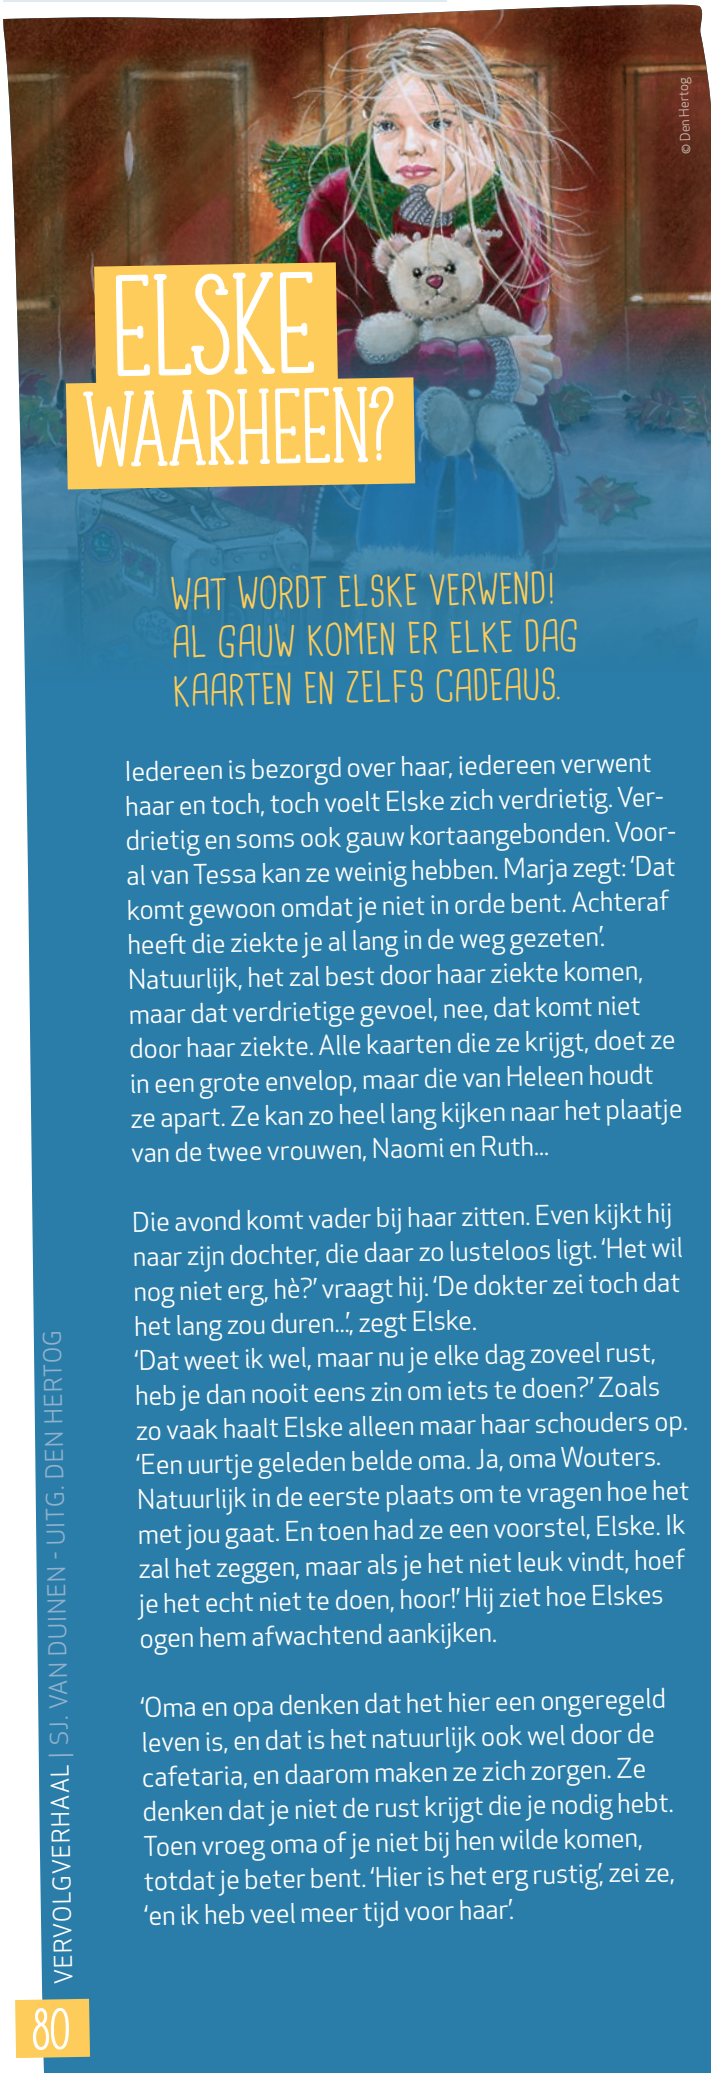 © Den Hertog
ELSKE
WAARHEEN?
WAT WORDT ELSKE VERWEND!
AL GAUW KOMEN ER ELKE DAG
KAARTEN EN ZELFS CADEAUS.
Iedereen is bezorgd over haar, iedereen verwent
haar en toch, toch voelt Elske zich verdrietig. Ver-
drietig en soms ook gauw kortaangebonden. Voor-
al van Tessa kan ze weinig hebben. Marja zegt: ‘Dat
komt gewoon omdat je niet in orde bent. Achteraf
heeft die ziekte je al lang in de weg gezeten’.
Natuurlijk, het zal best door haar ziekte komen,
maar dat verdrietige gevoel, nee, dat komt niet
door haar ziekte. Alle kaarten die ze krijgt, doet ze
in een grote envelop, maar die van Heleen houdt
ze apart. Ze kan zo heel lang kijken naar het plaatje
van de twee vrouwen, Naomi en Ruth...
Die avond komt vader bij haar zitten. Even kijkt hij
naar zijn dochter, die daar zo lusteloos ligt. ‘Het wil
nog niet erg, hè?’ vraagt hij. ‘De dokter zei toch dat
het lang zou duren...’, zegt Elske.
‘Dat weet ik wel, maar nu je elke dag zoveel rust,
heb je dan nooit eens zin om iets te doen?’ Zoals
zo vaak haalt Elske alleen maar haar schouders op.
‘Een uurtje geleden belde oma. Ja, oma Wouters.
Natuurlijk in de eerste plaats om te vragen hoe het
met jou gaat. En toen had ze een voorstel, Elske. Ik
zal het zeggen, maar als je het niet leuk vindt, hoef
je het echt niet te doen, hoor!’ Hij ziet hoe Elskes
ogen hem afwachtend aankijken.
‘Oma en opa denken dat het hier een ongeregeld
leven is, en dat is het natuurlijk ook wel door de
cafetaria, en daarom maken ze zich zorgen. Ze
denken dat je niet de rust krijgt die je nodig hebt.
Toen vroeg oma of je niet bij hen wilde komen,
totdat je beter bent. ‘Hier is het erg rustig’, zei ze,
‘en ik heb veel meer tijd voor haar’.
VERVOLGVERHAAL | SJ. VAN DUINEN - UITG. DEN HERTOG
80